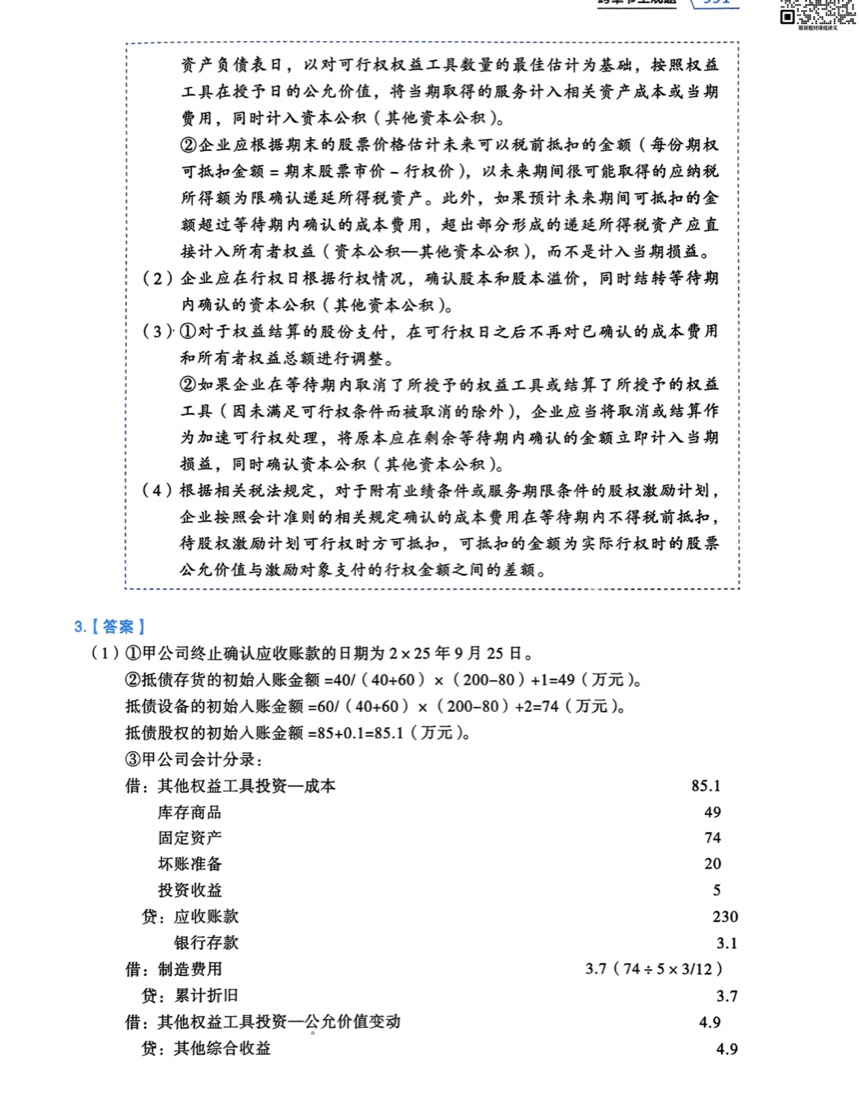 资产负债表日，以对可行权权益工具数量的最佳估计为基础，按照权益
工具在授予日的公允价值，将当期取得的服务计入相关资产成本或当期
费用，同时计入资本公积（其他资本公积）。
②企业应根据期末的股票价格估计未来可以税前抵扣的金额（每份期权
可抵扣金额 = 期末股票市价 – 行权价），以未来期间很可能取得的应纳税
所得额为限确认递延所得税资产。此外，如果预计未来期间可抵扣的金
额超过等待期内确认的成本费用，超出部分形成的递延所得税资产应直
接计入所有者权益（资本公积—其他资本公积），而不是计入当期损益。
（2）企业应在行权日根据行权情况，确认股本和股本溢价，同时结转等待期
内确认的资本公积（其他资本公积）。
（3）①对于权益结算的股份支付，在可行权日之后不再对已确认的成本费用
和所有者权益总额进行调整。
②如果企业在等待期内取消了所授予的权益工具或结算了所授予的权益
工具（因未满足可行权条件而被取消的除外），企业应当将取消或结算作
为加速可行权处理，将原本应在剩余等待期内确认的金额立即计入当期
损益，同时确认资本公积（其他资本公积）。
（4）根据相关税法规定，对于附有业绩条件或服务期限条件的股权激励计划，
企业按照会计准则的相关规定确认的成本费用在等待期内不得税前抵扣，
待股权激励计划可行权时方可抵扣，可抵扣的金额为实际行权时的股票
公允价值与激励对象支付的行权金额之间的差额。
3.【答案】
（1）①甲公司终止确认应收账款的日期为 2×25 年 9 月 25 日。
②抵债存货的初始入账金额 =40/（40+60）×（200–80）+1=49（万元）。
抵债设备的初始入账金额 =60/（40+60）×（200–80）+2=74（万元）。
抵债股权的初始入账金额 =85+0.1=85.1（万元）。
③甲公司会计分录：
借：其他权益工具投资—成本 85.1
库存商品 49
固定资产 74
坏账准备 20
投资收益 5
贷：应收账款 230
银行存款 3.1
借：制造费用 3.7（74÷5×3/12）
贷：累计折旧 3.7
借：其他权益工具投资—公允价值变动 4.9
贷：其他综合收益 4.9